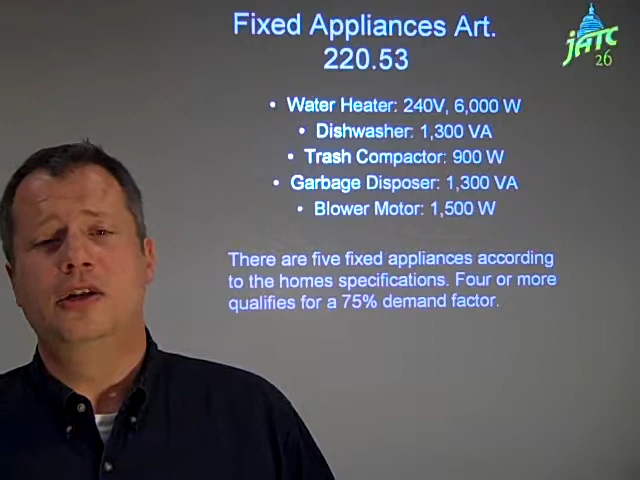 Fixed Appliances Art.
220.53
JATC
26
• Water Heater: 240V, 6,000 W
• Dishwasher: 1,300 VA
• Trash Compactor: 900 W
• Garbage Disposer: 1,300 VA
• Blower Motor: 1,500 W
There are five fixed appliances according
to the homes specifications. Four or more
qualifies for a 75% demand factor.